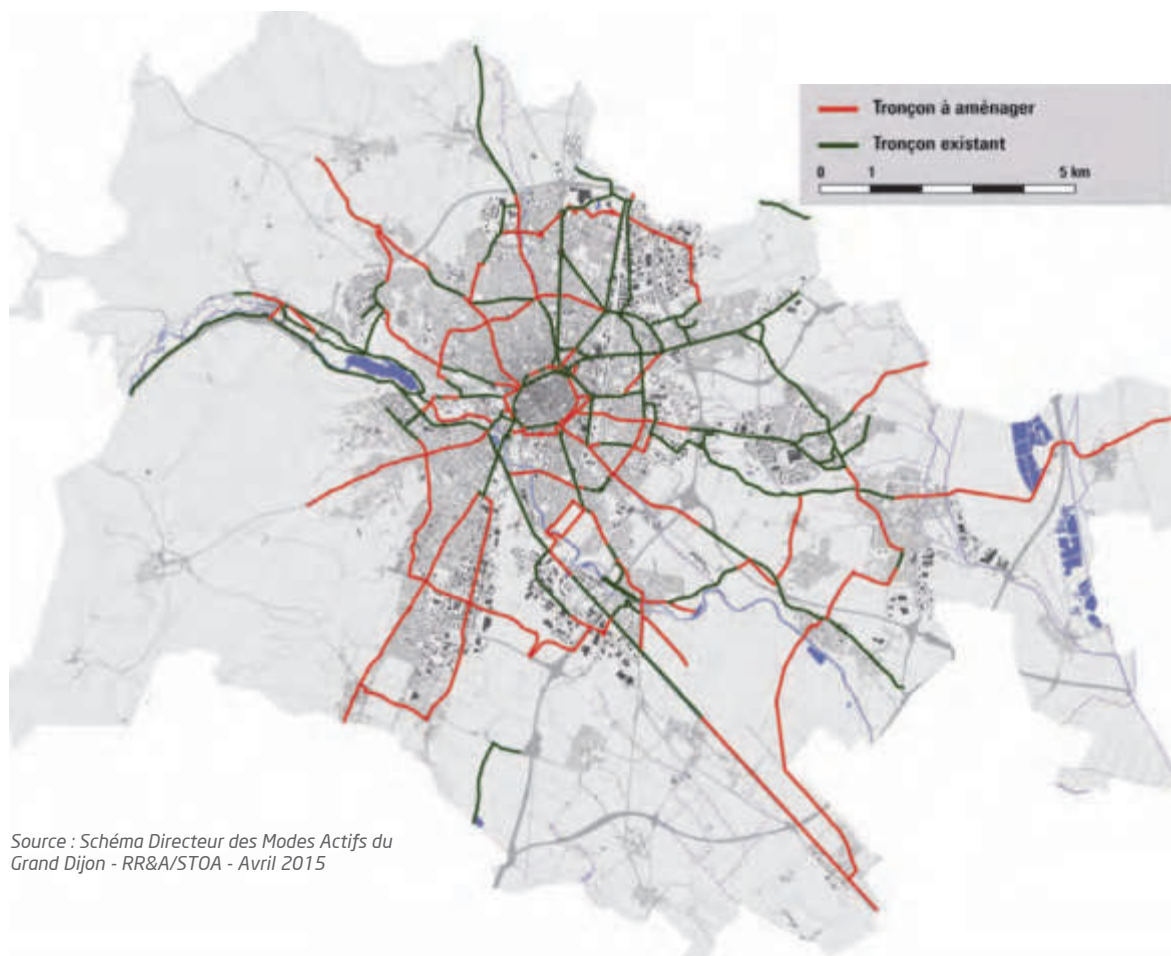 Tronçon à aménager
Tronçon existant
0 1 5 km
Source : Schéma Directeur des Modes Actifs du
Grand Dijon - RR&A/STOA - Avril 2015